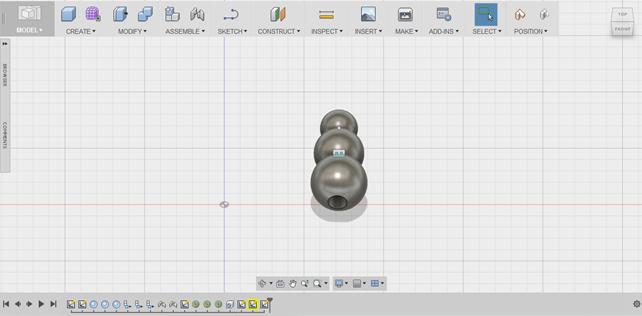 MODEL CREATE MODIFY ASSEMBLE SKETCH CONSTRUCT INSPECT INSERT MAKE ADD-INS SELECT POSITION
TOP
FRONT
BROWSER
COMMENTS